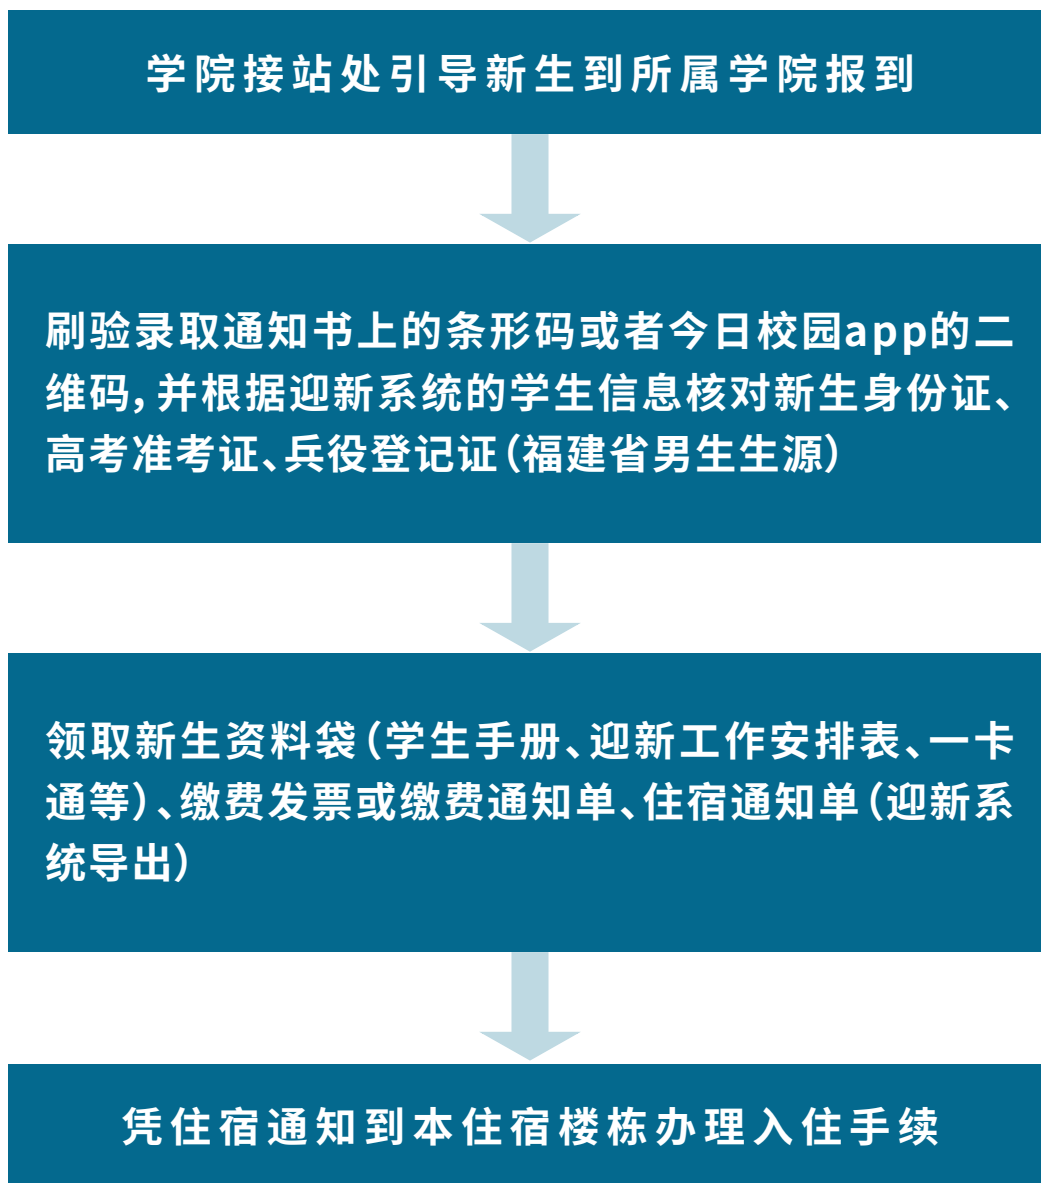 学院接站处引导新生到所属学院报到
刷验录取通知书上的条形码或者今日校园app的二
维码，并根据迎新系统的学生信息核对新生身份证、
高考准考证、兵役登记证（福建省男生生源）
领取新生资料袋（学生手册、迎新工作安排表、一卡
通等）、缴费发票或缴费通知单、住宿通知单（迎新系
统导出）
凭住宿通知到本住宿楼栋办理入住手续